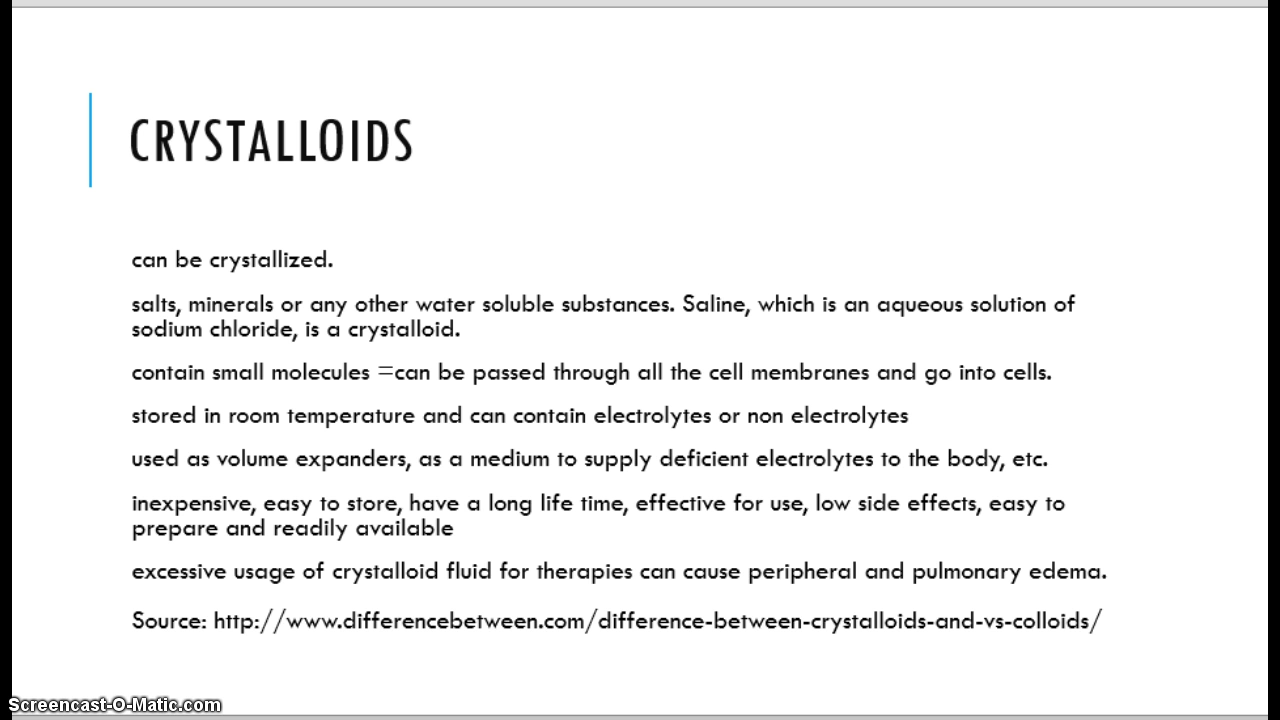 CRYSTALLOIDS
can be crystallized.
salts, minerals or any other water soluble substances. Saline, which is an aqueous solution of
sodium chloride, is a crystalloid.
contain small molecules =can be passed through all the cell membranes and go into cells.
stored in room temperature and can contain electrolytes or non electrolytes
used as volume expanders, as a medium to supply deficient electrolytes to the body, etc.
inexpensive, easy to store, have a long life time, effective for use, low side effects, easy to
prepare and readily available
excessive usage of crystalloid fluid for therapies can cause peripheral and pulmonary edema.
Source: http://www.differencebetween.com/difference-between-crystalloids-and-vs-colloids/
Screencast-O-Matic.com